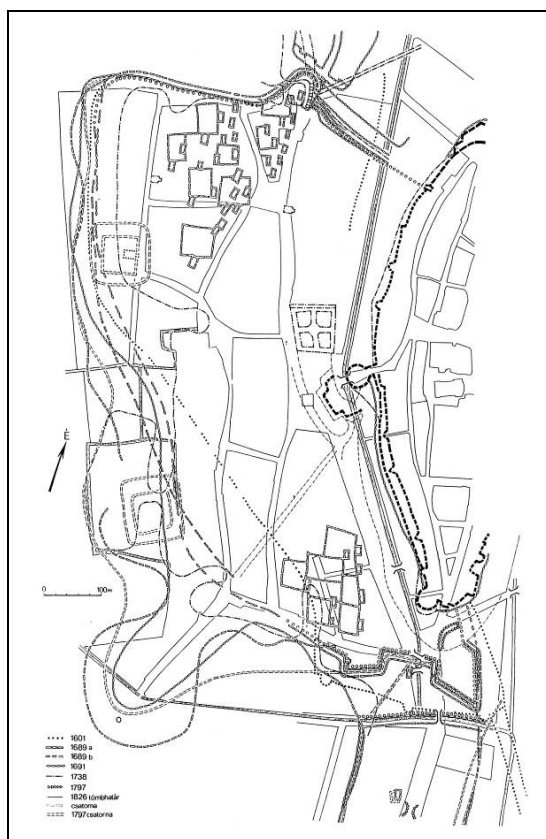 É
0 100m
1601
1689 a
1689 b
1691
1738
1797
1826 tömbhatár
csatorna
1797 csatorna